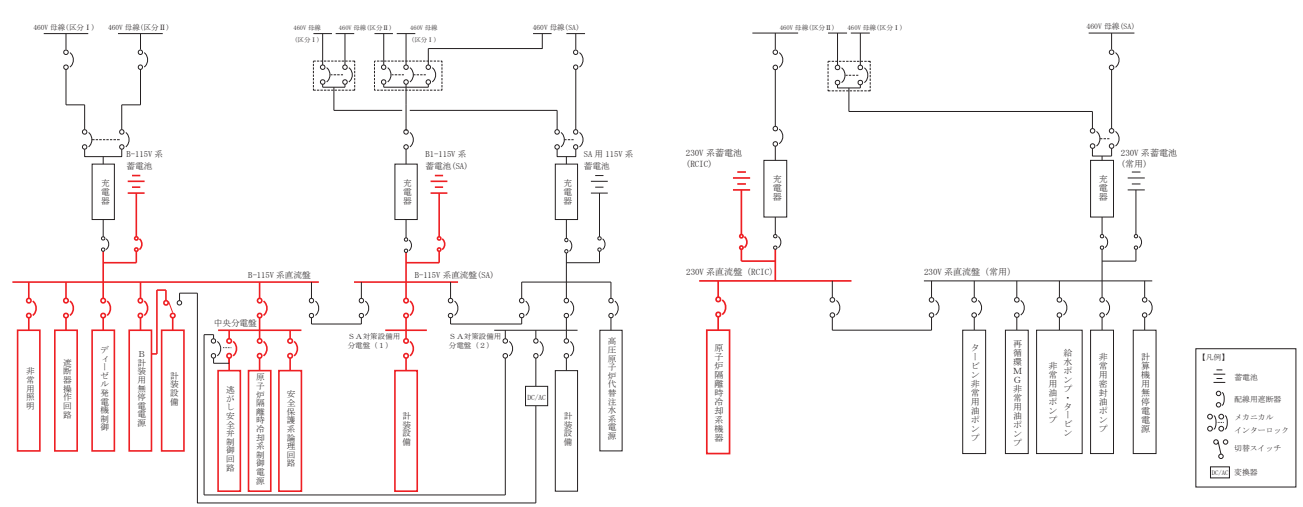 460V 母線(区分Ⅰ)
460V 母線(区分Ⅱ)
460V 母線
(区分Ⅰ)
460V 母線(区分Ⅱ)
460V 母線
(区分Ⅰ)
460V 母線(SA)
460V 母線(区分Ⅱ)
460V 母線(区分Ⅰ)
460V 母線(SA)
B-115V 系
蓄電池
B1-115V 系
蓄電池(SA)
SA 用 115V 系
蓄電池
230V 系蓄電池
(RCIC)
230V 系蓄電池
(常用)
充電器
充電器
充電器
充電器
充電器
B-115V 系直流盤
B-115V 系直流盤(SA)
230V 系直流盤 (RCIC)
230V 系直流盤 (常用)
中央分電盤
SA対策設備用
分電盤 (1)
SA対策設備用
分電盤 (2)
非常用照明
遮断器操作回路
ディーゼル発電機制御
B計装用無停電電源
計装設備
逃がし安全弁制御回路
原子炉隔離時冷却系制御電源
安全保護系論理回路
計装設備
DC/AC
計装設備
高圧原子炉代替注水系電源
原子炉隔離時冷却系機器
タービン非常用油ポンプ
再循環MG非常用油ポンプ
給水ポンプ・タービン
非常用油ポンプ
非常用密封油ポンプ
計算機用無停電電源
【凡例】
蓄電池
配線用遮断器
メカニカル
インターロック
切替スイッチ
DC/AC
変換器